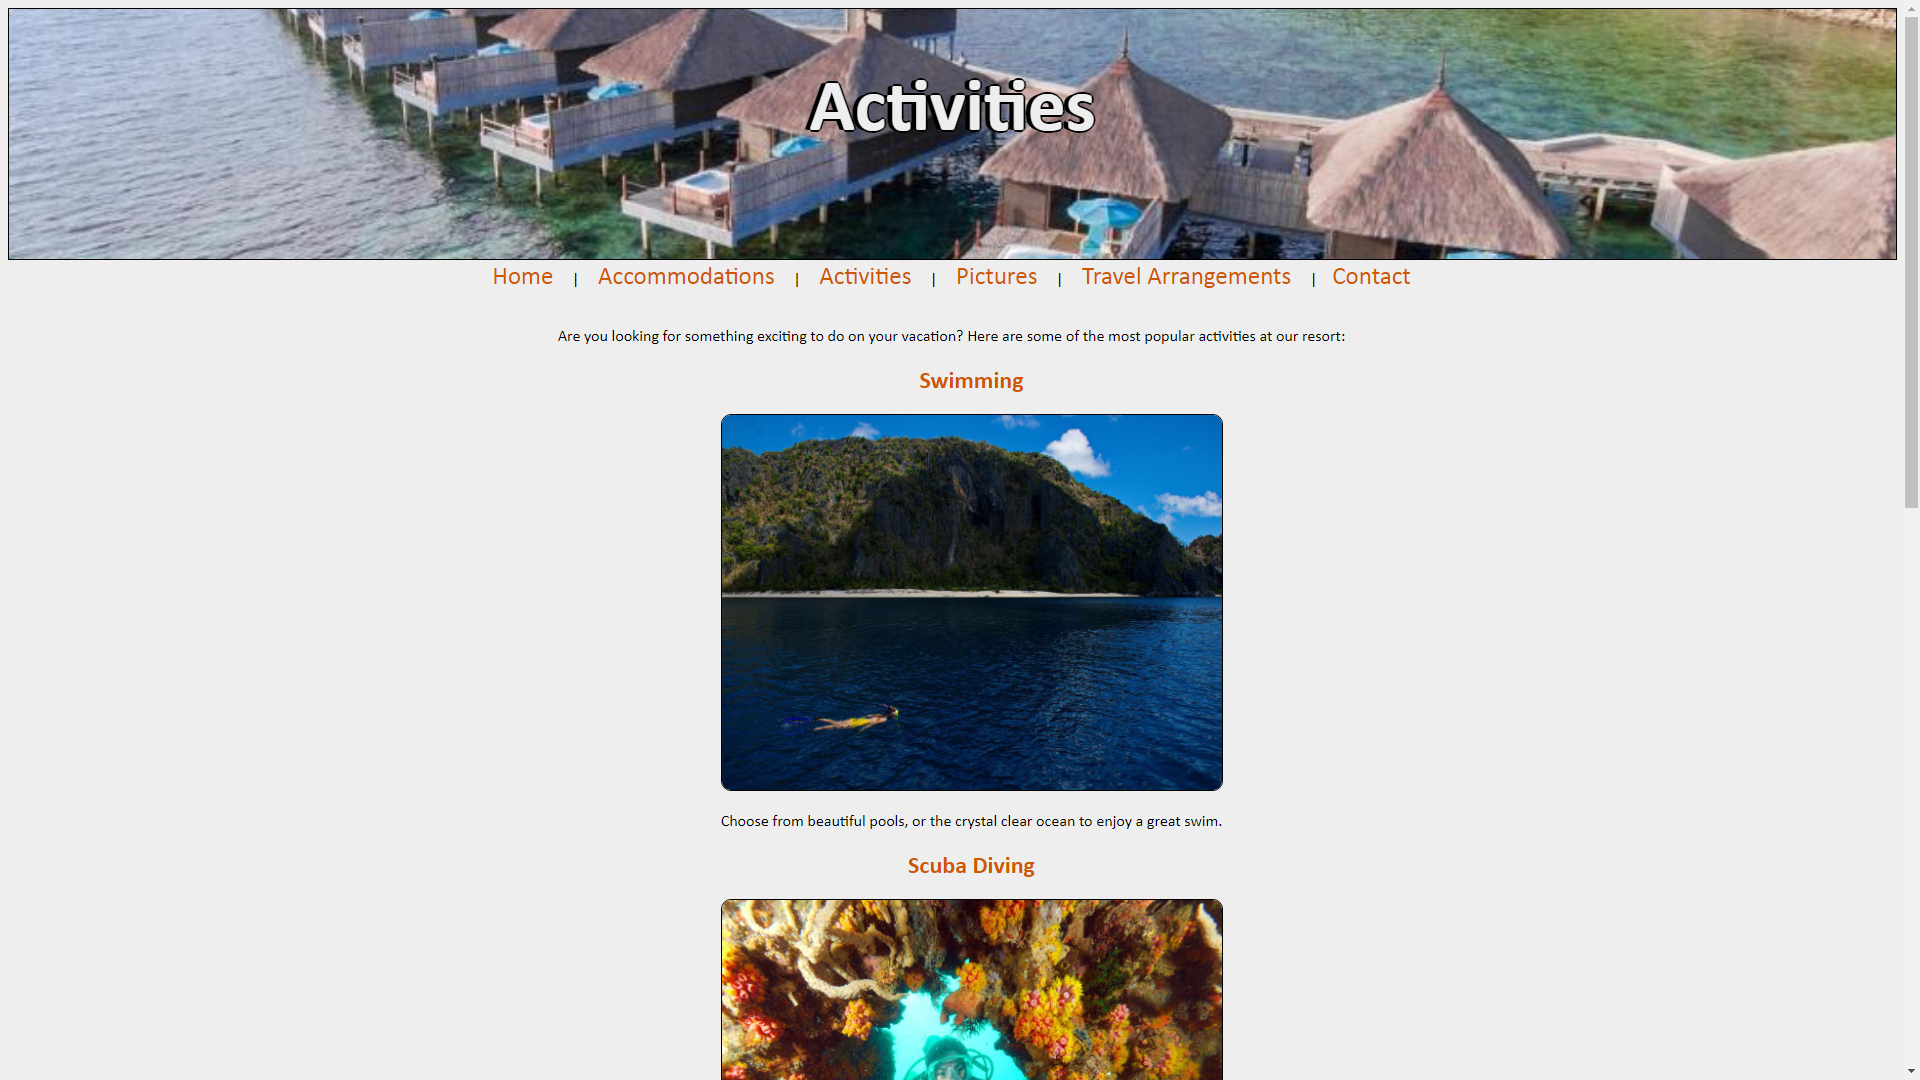 Activities
Home | Accommodations | Activities | Pictures | Travel Arrangements | Contact
Are you looking for something exciting to do on your vacation? Here are some of the most popular activities at our resort:
Swimming
Choose from beautiful pools, or the crystal clear ocean to enjoy a great swim.
Scuba Diving